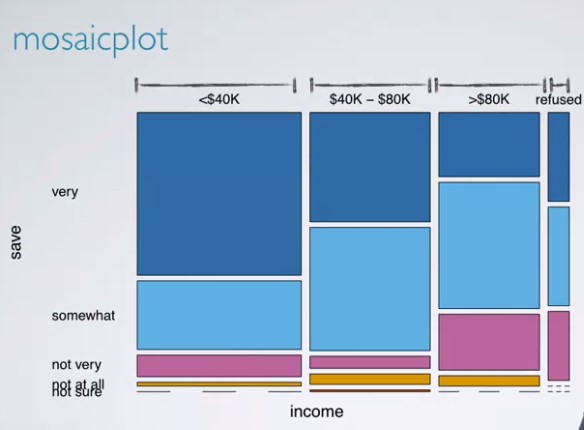 mosaicplot
<$40K $40K – $80K >$80K refused
very
save
somewhat
not very
not at all
not sure
income